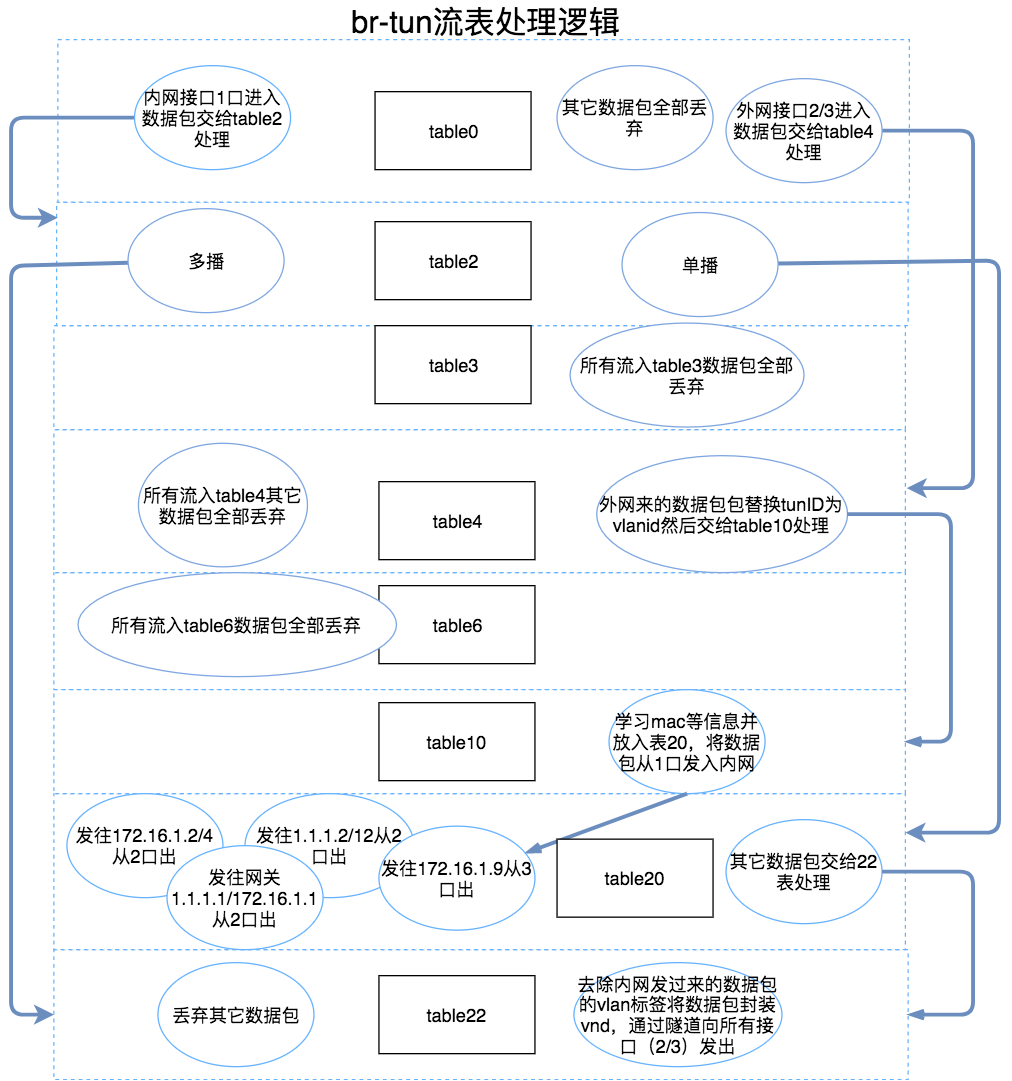 br-tun流表处理逻辑
内网接口1口进入
数据包交给table2
处理
table0
其它数据包全部丢
弃
外网接口2/3进入
数据包交给table4
处理
多播
table2
单播
table3
所有流入table3数据包全部
丢弃
所有流入table4其它
数据包全部丢弃
table4
外网来的数据包包替换tunID为
vlanid然后交给table10处理
所有流入table6数据包全部丢弃
table6
table10
学习mac等信息并
放入表20，将数据
包从1口发入内网
发往172.16.1.2/4
从2口出
发往1.1.1.2/12从2
口出
发往网关
1.1.1.1/172.16.1.1
从2口出
发往172.16.1.9从3
口出
table20
其它数据包交给22
表处理
丢弃其它数据包
table22
去除内网发过来的数据包
的vlan标签将数据包封装
vnd，通过隧道向所有接
口（2/3）发出